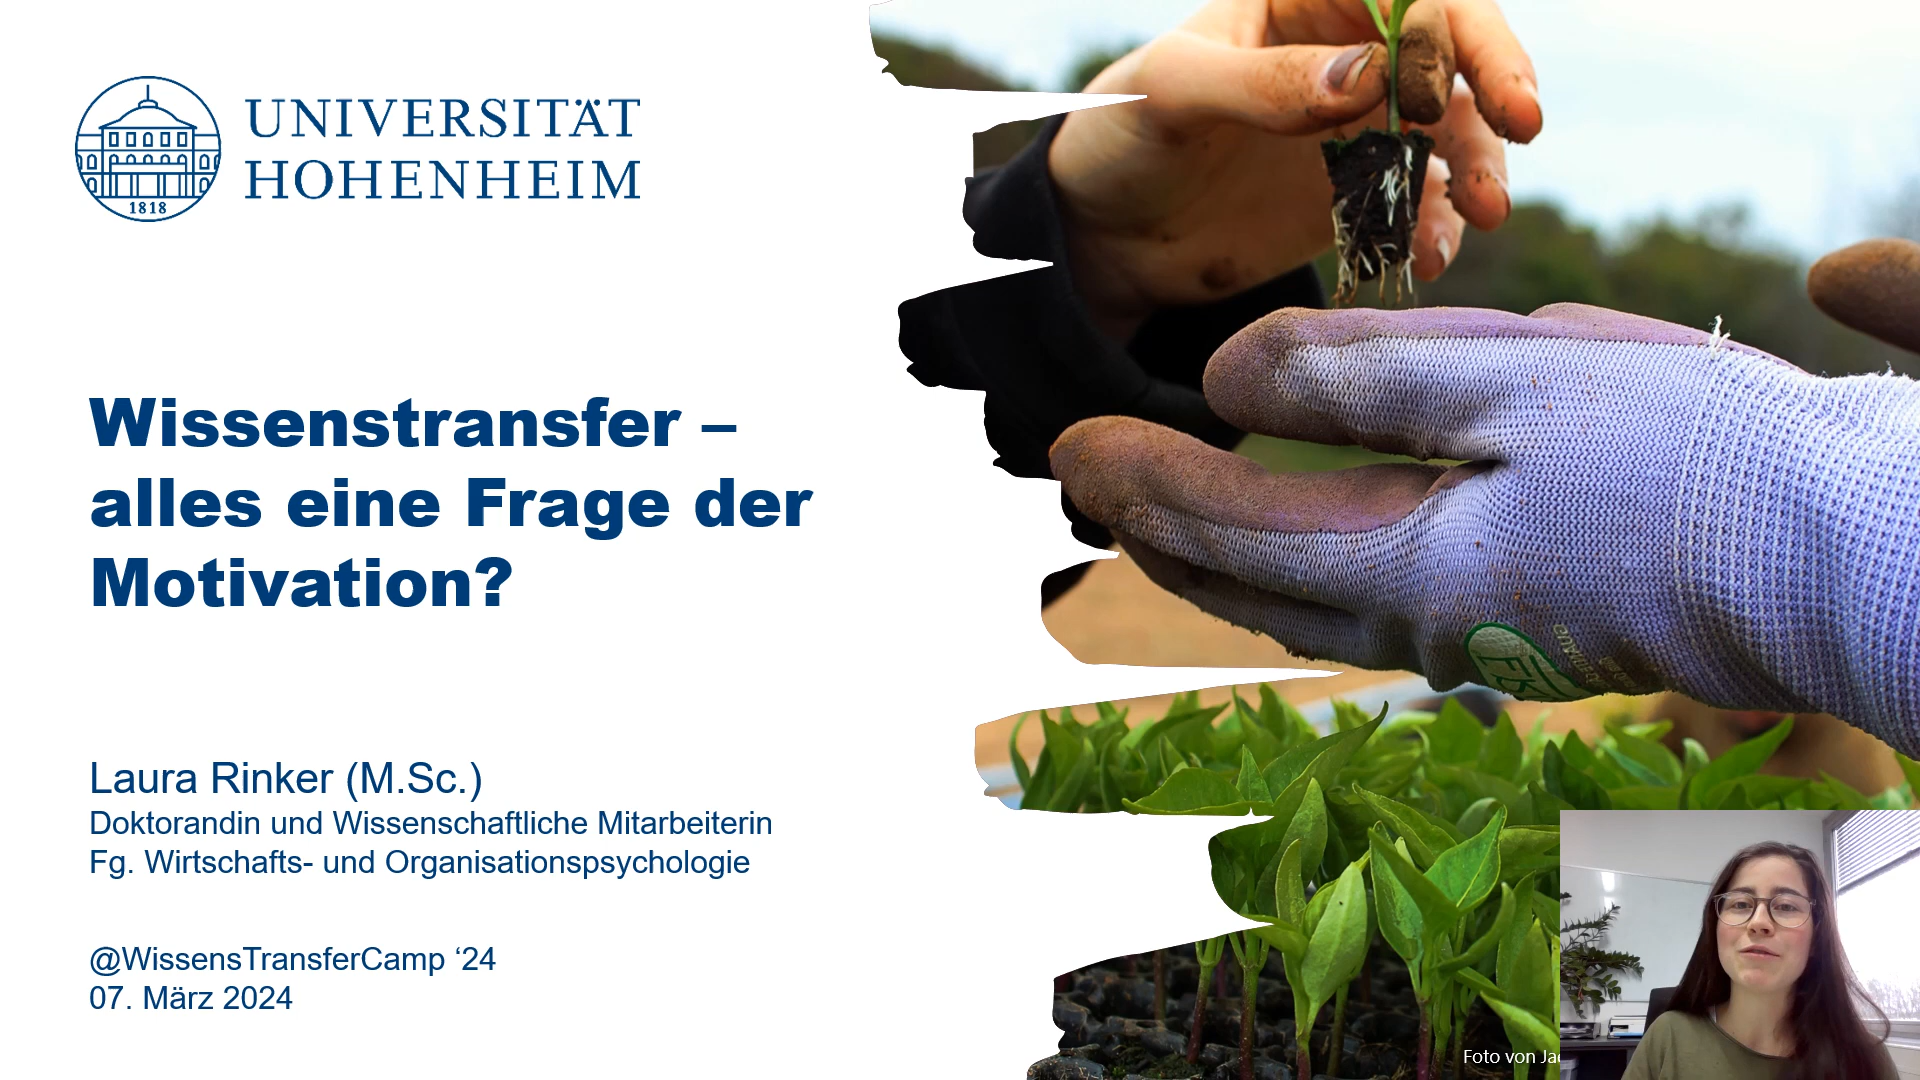 1818
UNIVERSITÄT
HOHENHEIM
Wissenstransfer –
alles eine Frage der
Motivation?
Laura Rinker (M.Sc.)
Doktorandin und Wissenschaftliche Mitarbeiterin
Fg. Wirtschafts- und Organisationspsychologie
@WissensTransferCamp ‘24
07. März 2024
Foto von